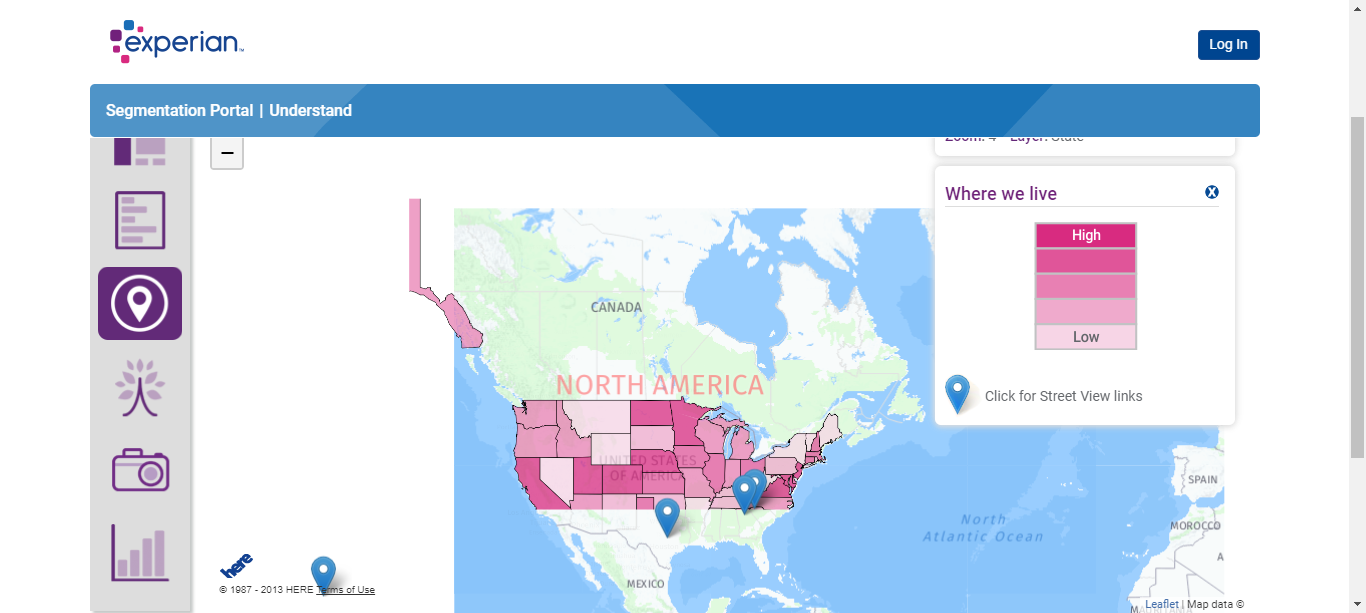 experian™
Log In
Segmentation Portal | Understand
−
Zoom: 4 Layer: State
Where we live
High
Low
Click for Street View links
CANADA
NORTH AMERICA
UNITED STATES
OF AMERICA
SPAIN
MOROCCO
North
Atlantic Ocean
MEXICO
here
© 1987 - 2013 HERE Terms of Use
Leaflet | Map data ©